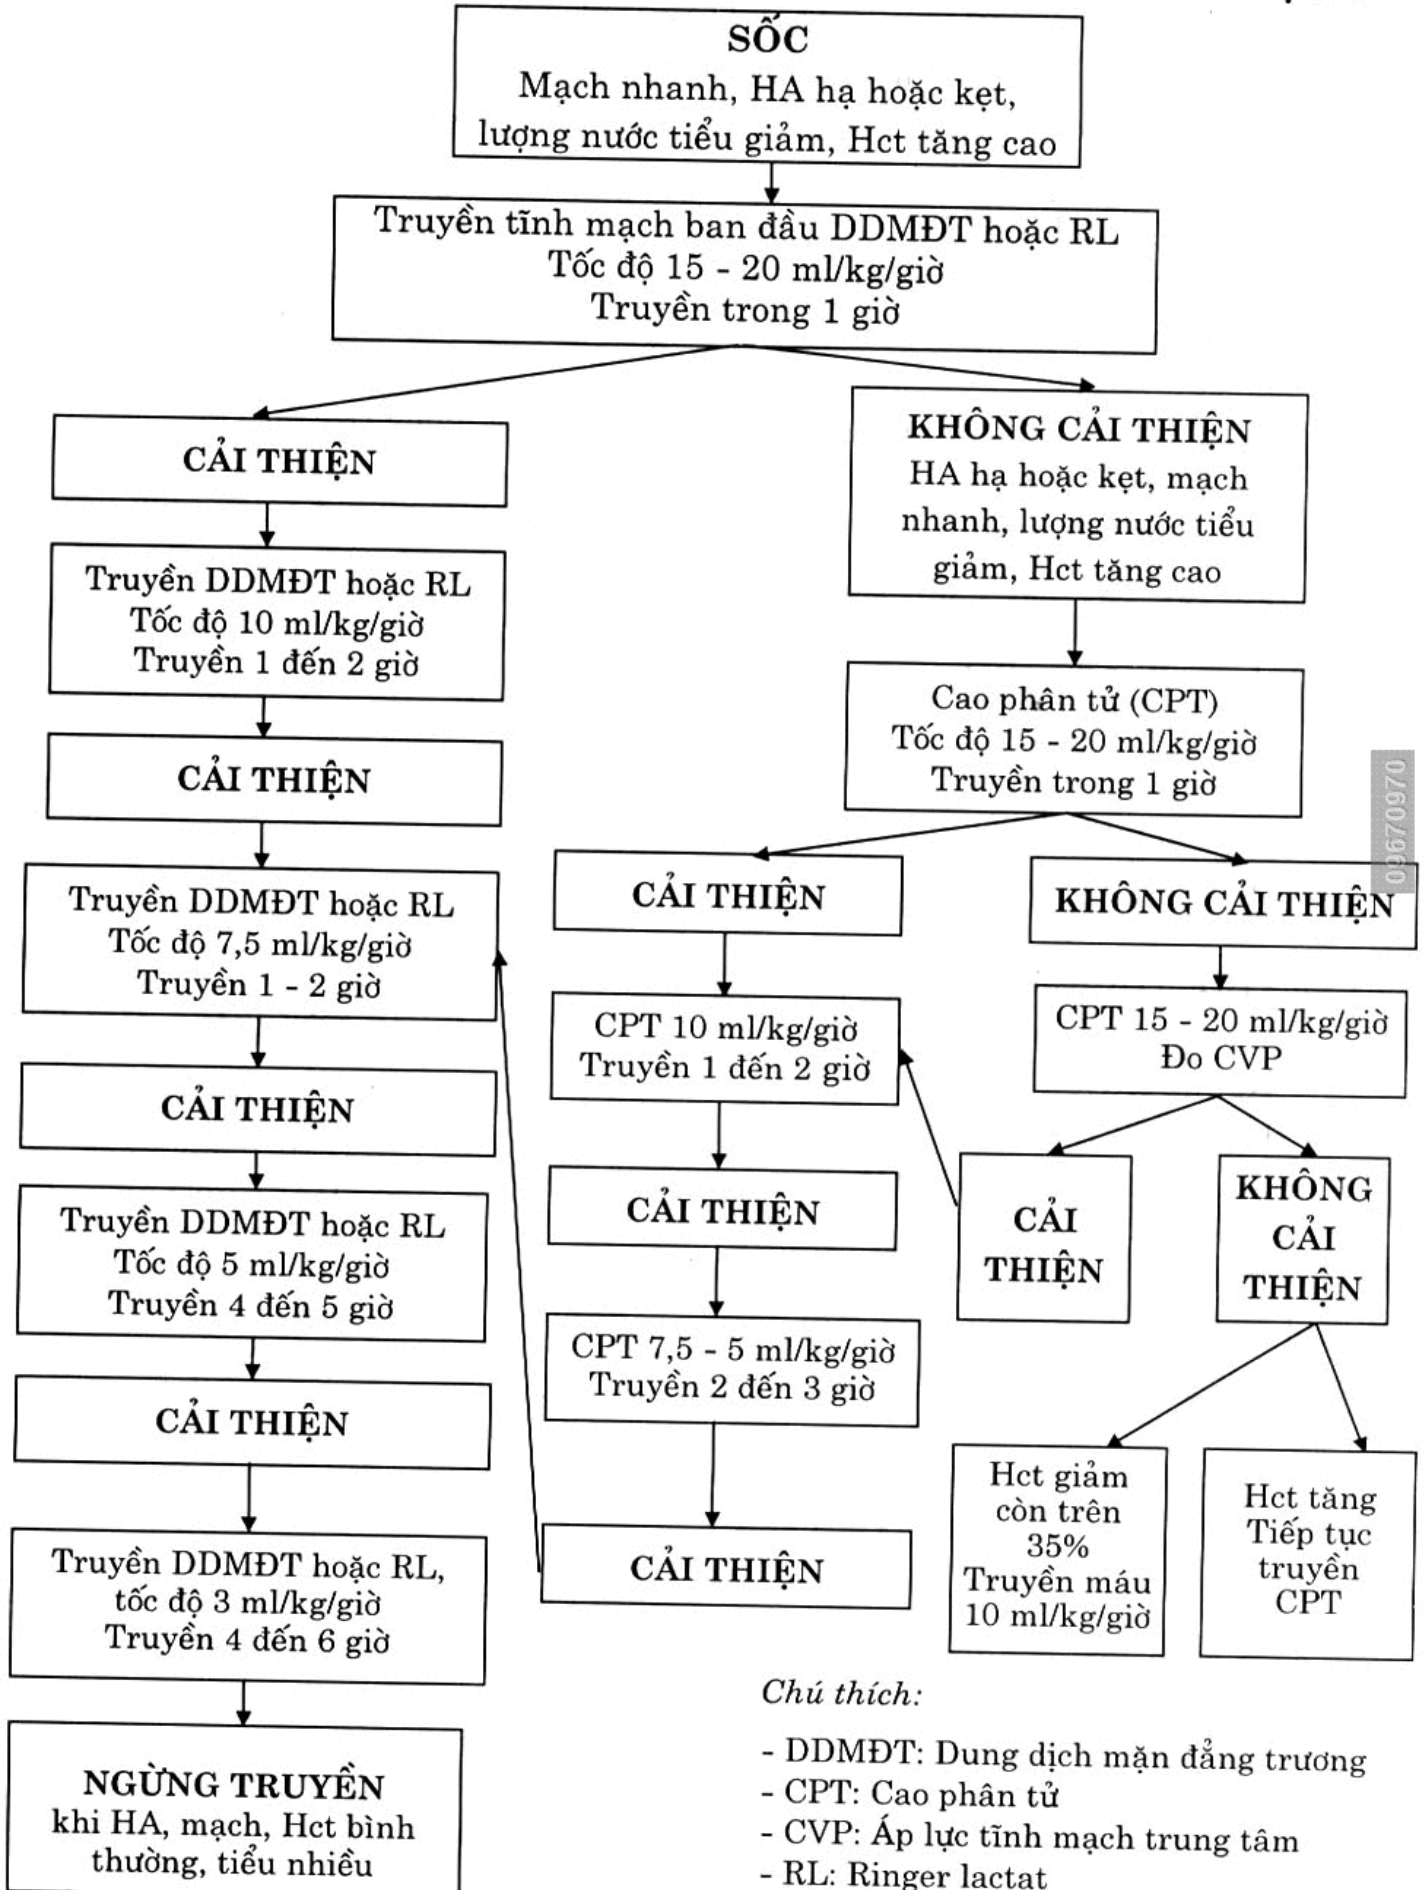 SỐC
Mạch nhanh, HA hạ hoặc kẹt,
lượng nước tiểu giảm, Hct tăng cao
Truyền tĩnh mạch ban đầu DDMĐT hoặc RL
Tốc độ 15 - 20 ml/kg/giờ
Truyền trong 1 giờ
CẢI THIỆN
Truyền DDMĐT hoặc RL
Tốc độ 10 ml/kg/giờ
Truyền 1 đến 2 giờ
CẢI THIỆN
Truyền DDMĐT hoặc RL
Tốc độ 7,5 ml/kg/giờ
Truyền 1 - 2 giờ
CẢI THIỆN
Truyền DDMĐT hoặc RL
Tốc độ 5 ml/kg/giờ
Truyền 4 đến 5 giờ
CẢI THIỆN
Truyền DDMĐT hoặc RL,
tốc độ 3 ml/kg/giờ
Truyền 4 đến 6 giờ
NGỪNG TRUYỀN
khi HA, mạch, Hct bình
thường, tiểu nhiều
KHÔNG CẢI THIỆN
HA hạ hoặc kẹt, mạch
nhanh, lượng nước tiểu
giảm, Hct tăng cao
Cao phân tử (CPT)
Tốc độ 15 - 20 ml/kg/giờ
Truyền trong 1 giờ
CẢI THIỆN
CPT 10 ml/kg/giờ
Truyền 1 đến 2 giờ
CẢI THIỆN
CPT 7,5 - 5 ml/kg/giờ
Truyền 2 đến 3 giờ
CẢI THIỆN
KHÔNG CẢI THIỆN
CPT 15 - 20 ml/kg/giờ
Đo CVP
CẢI
THIỆN
KHÔNG
CẢI
THIỆN
Hct giảm
còn trên
35%
Truyền máu
10 ml/kg/giờ
Hct tăng
Tiếp tục
truyền
CPT
Chú thích:
- DDMĐT: Dung dịch mặn đẳng trương
- CPT: Cao phân tử
- CVP: Áp lực tĩnh mạch trung tâm
- RL: Ringer lactat
09670970